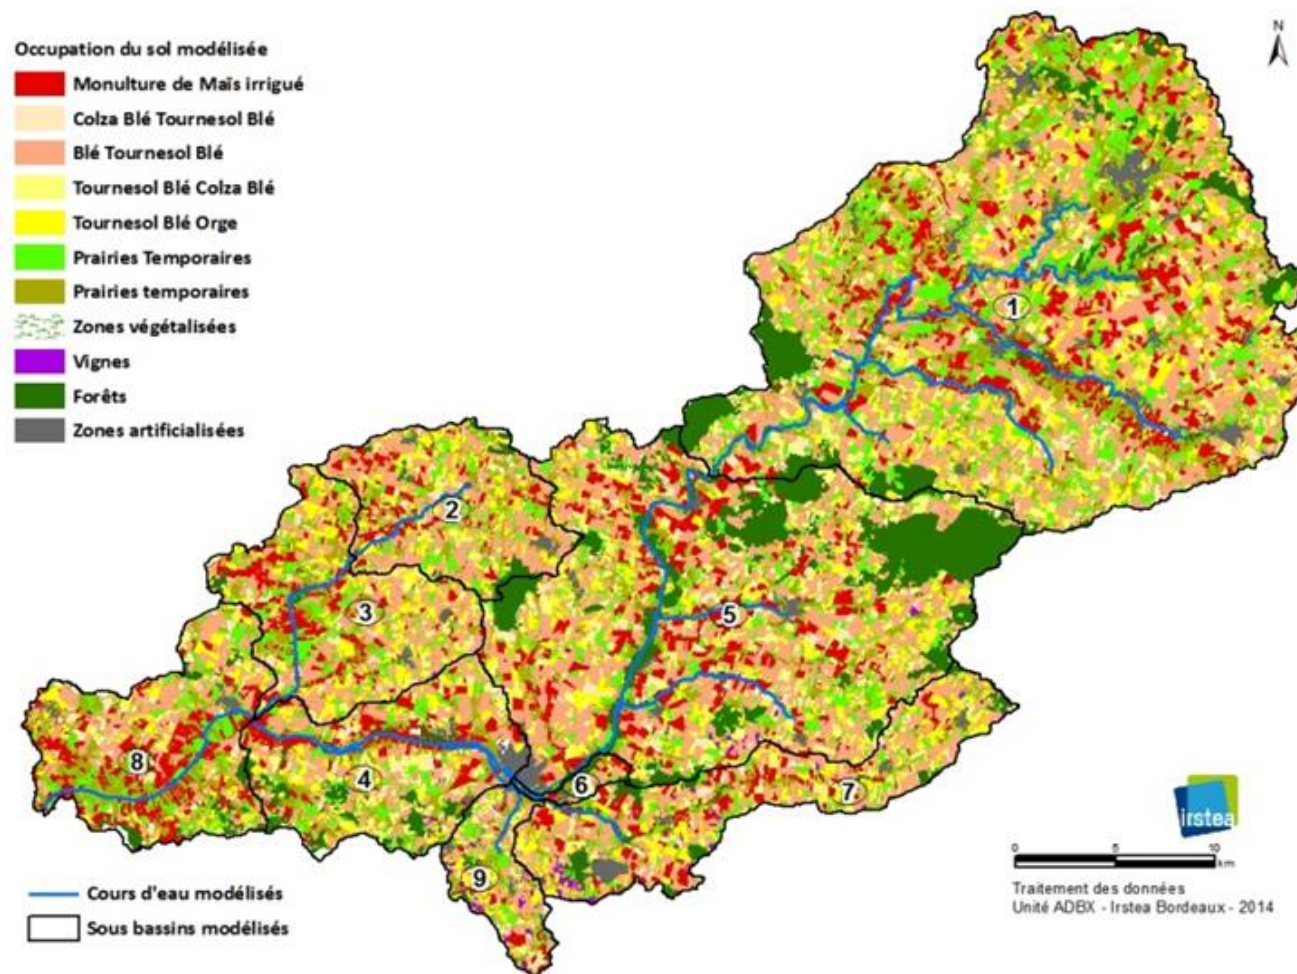 Occupation du sol modélisée
Monulture de Maïs irrigué
Colza Blé Tournesol Blé
Blé Tournesol Blé
Tournesol Blé Colza Blé
Tournesol Blé Orge
Prairies Temporaires
Prairies temporaires
Zones végétalisées
Vignes
Forêts
Zones artificialisées
N
1
2
3
5
8
4
6
7
9
Cours d'eau modélisés
Sous bassins modélisés
irstea
0 5 10
km
Traitement des données
Unité ADBX - Irstea Bordeaux - 2014